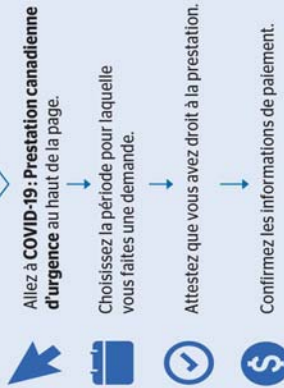 Allez à COVID-19 : Prestation canadienne
d'urgence au haut de la page.
Choisissez la période pour laquelle
vous faites une demande.
Attestez que vous avez droit à la prestation.
Confirmez les informations de paiement.
$